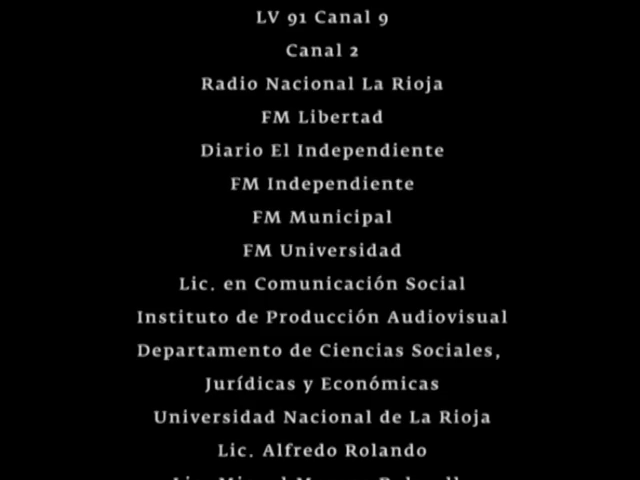 LV 91 Canal 9
Canal 2
Radio Nacional La Rioja
FM Libertad
Diario El Independiente
FM Independiente
FM Municipal
FM Universidad
Lic. en Comunicación Social
Instituto de Producción Audiovisual
Departamento de Ciencias Sociales,
Jurídicas y Económicas
Universidad Nacional de La Rioja
Lic. Alfredo Rolando